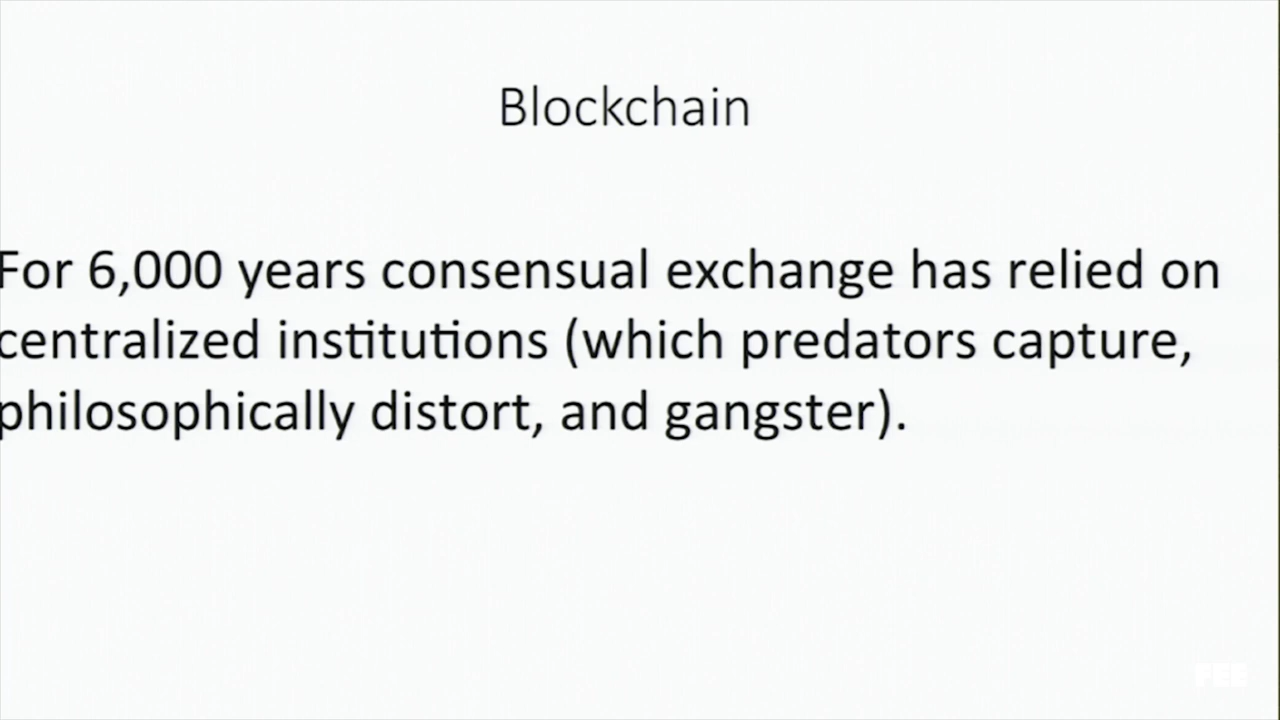 Blockchain
For 6,000 years consensual exchange has relied on
centralized institutions (which predators capture,
philosophically distort, and gangster).
FEE